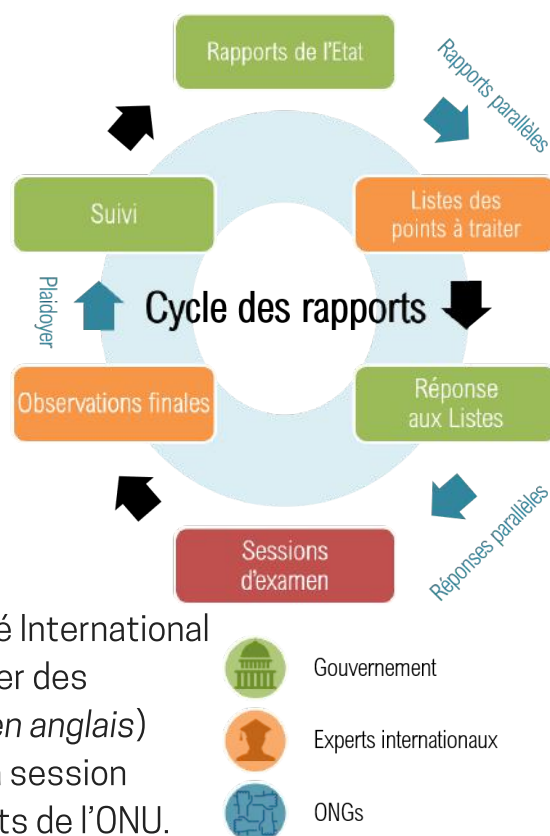 Rapports de l'Etat
Rapports parallèles
Suivi
Listes des
points à traiter
Plaidoyer
Cycle des rapports
Observations finales
Réponse
aux Listes
Réponses parallèles
Sessions
d'examen
é International
er des
en anglais)
session
ts de l'ONU.
Gouvernement
Experts internationaux
ONGs